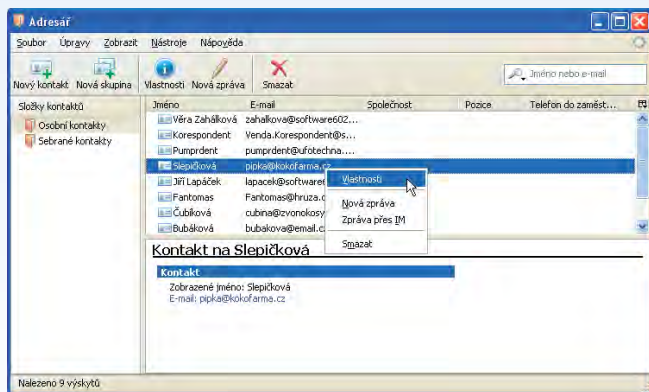 Adresář
Soubor Úpravy Zobrazit Nástroje Nápověda
Nový kontakt Nová skupina Vlastnosti Nová zpráva Smazat
Jméno nebo e-mail
Složky kontaktů
Osobní kontakty
Sebrané kontakty
Jméno E-mail Společnost Pozice Telefon do zaměst...
Věra Zahálková zahalkova@software602...
Korespondent Venda.Korespondent@s...
Pumprdent pumprdent@ufotechna....
Slepičková pipka@kokofarma.cz
Jiří Lapáček lapacek@software
Fantomas Fantomas@hruza.c
Čubíková cubina@zvonokosy
Bubáková bubakova@email.c
Vlastnosti
Nová zpráva
Zpráva přes IM
Smazat
Kontakt na Slepičková
Kontakt
Zobrazené jméno: Slepičková
E-mail: pipka@kokofarma.cz
Nalezeno 9 výskytů